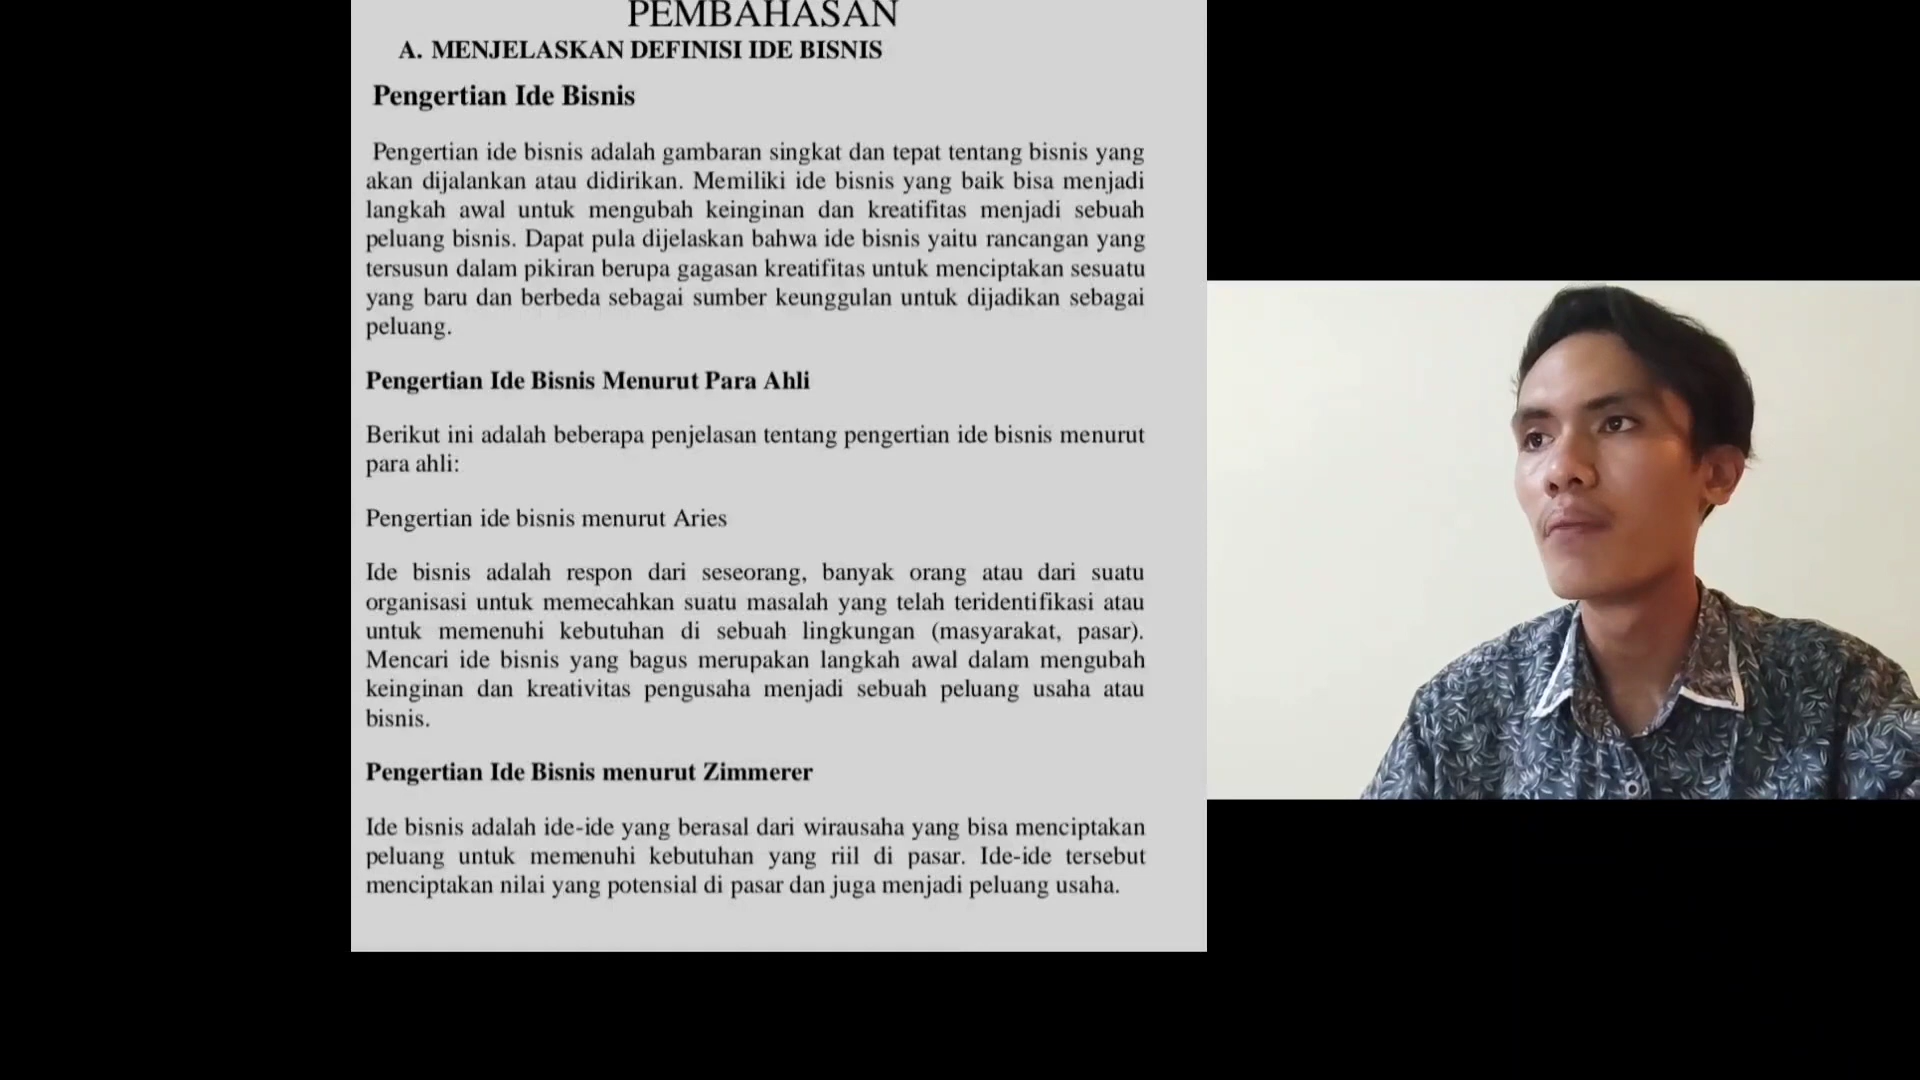 PEMBAHASAN
A. MENJELASKAN DEFINISI IDE BISNIS
Pengertian Ide Bisnis
Pengertian ide bisnis adalah gambaran singkat dan tepat tentang bisnis yang
akan dijalankan atau didirikan. Memiliki ide bisnis yang baik bisa menjadi
langkah awal untuk mengubah keinginan dan kreatifitas menjadi sebuah
peluang bisnis. Dapat pula dijelaskan bahwa ide bisnis yaitu rancangan yang
tersusun dalam pikiran berupa gagasan kreatifitas untuk menciptakan sesuatu
yang baru dan berbeda sebagai sumber keunggulan untuk dijadikan sebagai
peluang.
Pengertian Ide Bisnis Menurut Para Ahli
Berikut ini adalah beberapa penjelasan tentang pengertian ide bisnis menurut
para ahli:
Pengertian ide bisnis menurut Aries
Ide bisnis adalah respon dari seseorang, banyak orang atau dari suatu
organisasi untuk memecahkan suatu masalah yang telah teridentifikasi atau
untuk memenuhi kebutuhan di sebuah lingkungan (masyarakat, pasar).
Mencari ide bisnis yang bagus merupakan langkah awal dalam mengubah
keinginan dan kreativitas pengusaha menjadi sebuah peluang usaha atau
bisnis.
Pengertian Ide Bisnis menurut Zimmerer
Ide bisnis adalah ide-ide yang berasal dari wirausaha yang bisa menciptakan
peluang untuk memenuhi kebutuhan yang riil di pasar. Ide-ide tersebut
menciptakan nilai yang potensial di pasar dan juga menjadi peluang usaha.